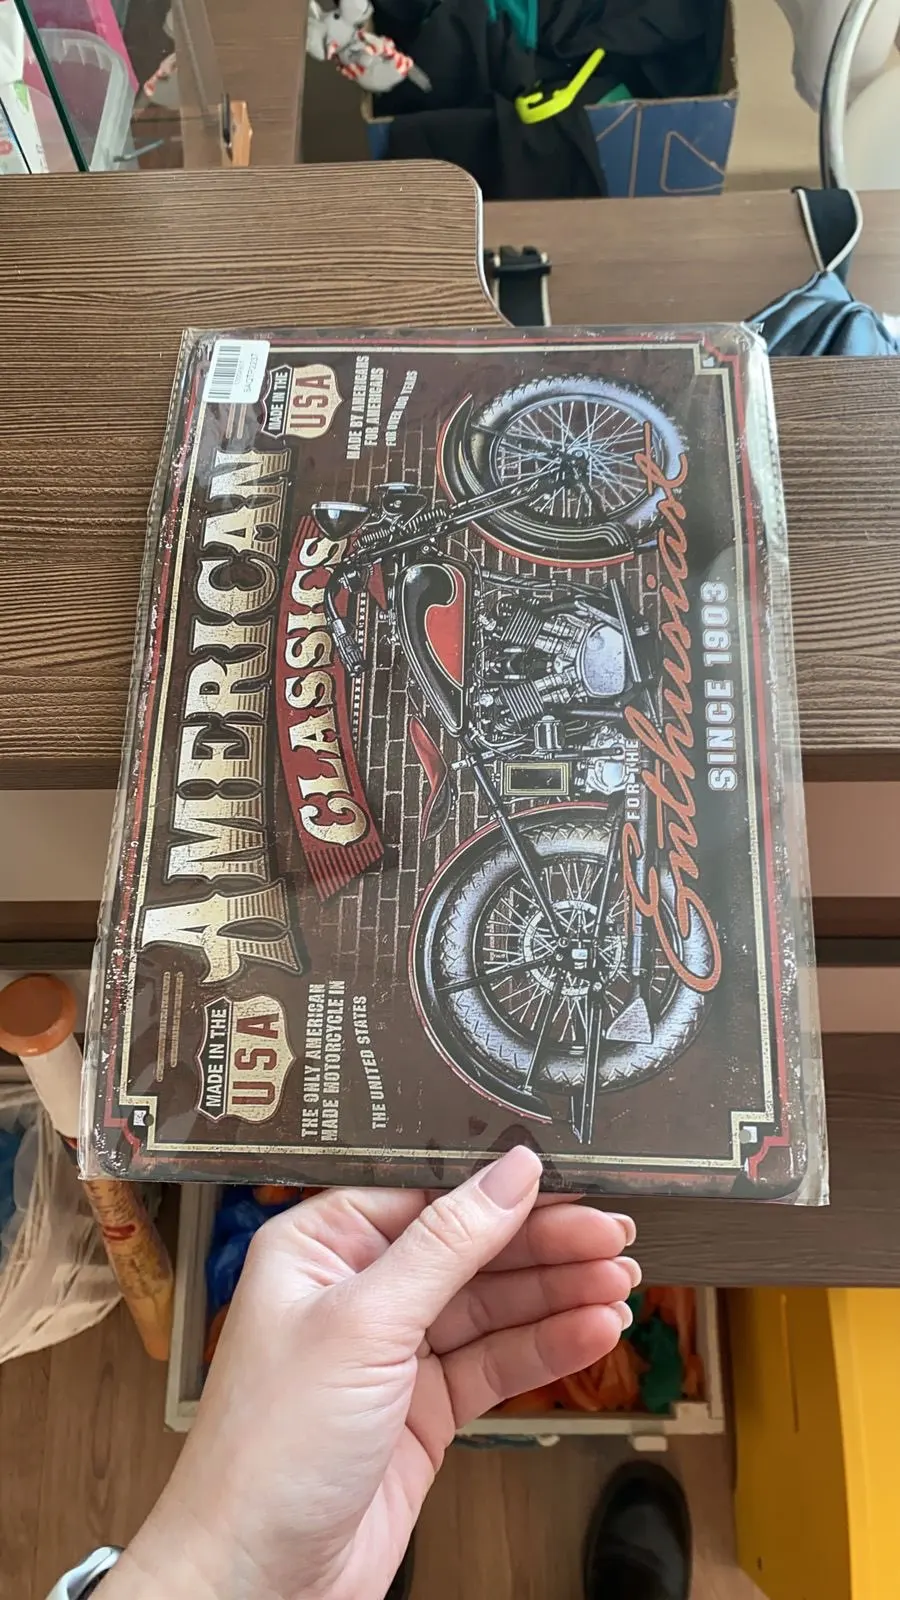 AMERICAN
CLASSICS
MADE IN THE
USA
MADE IN THE
USA
THE ONLY AMERICAN
MADE MOTORCYCLE IN
THE UNITED STATES
MADE BY AMERICANS
FOR AMERICANS
FOR OVER 100 YEARS
FOR THE
Enthusiast
SINCE 1903